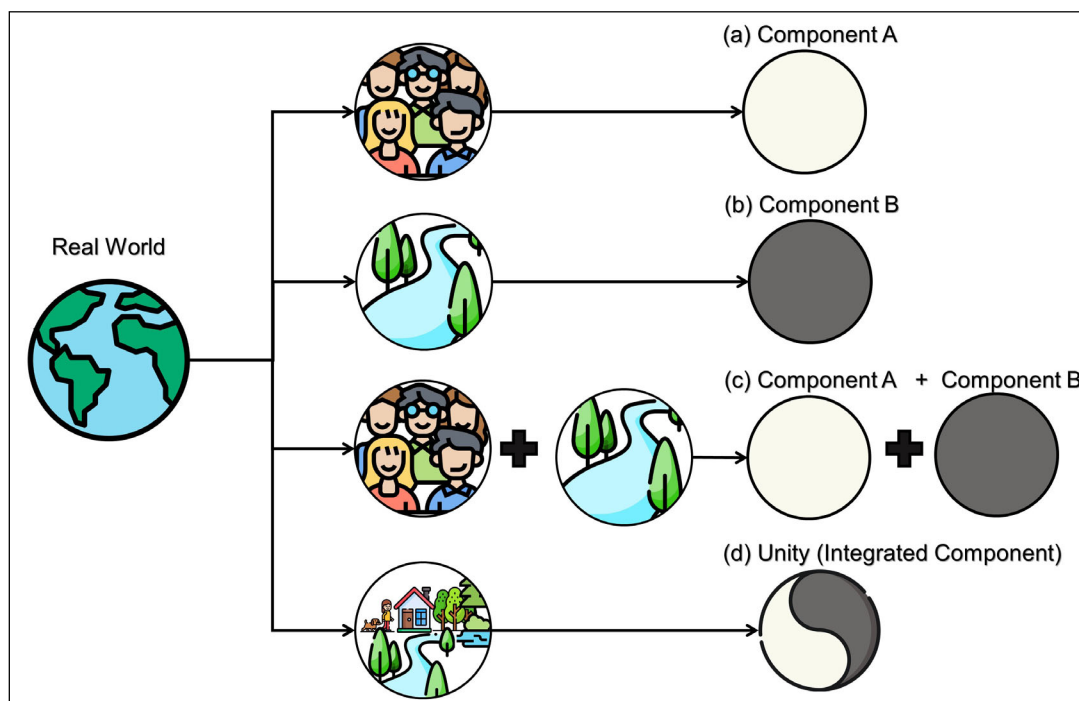 (a) Component A
(b) Component B
Real World
(c) Component A + Component B
(d) Unity (Integrated Component)